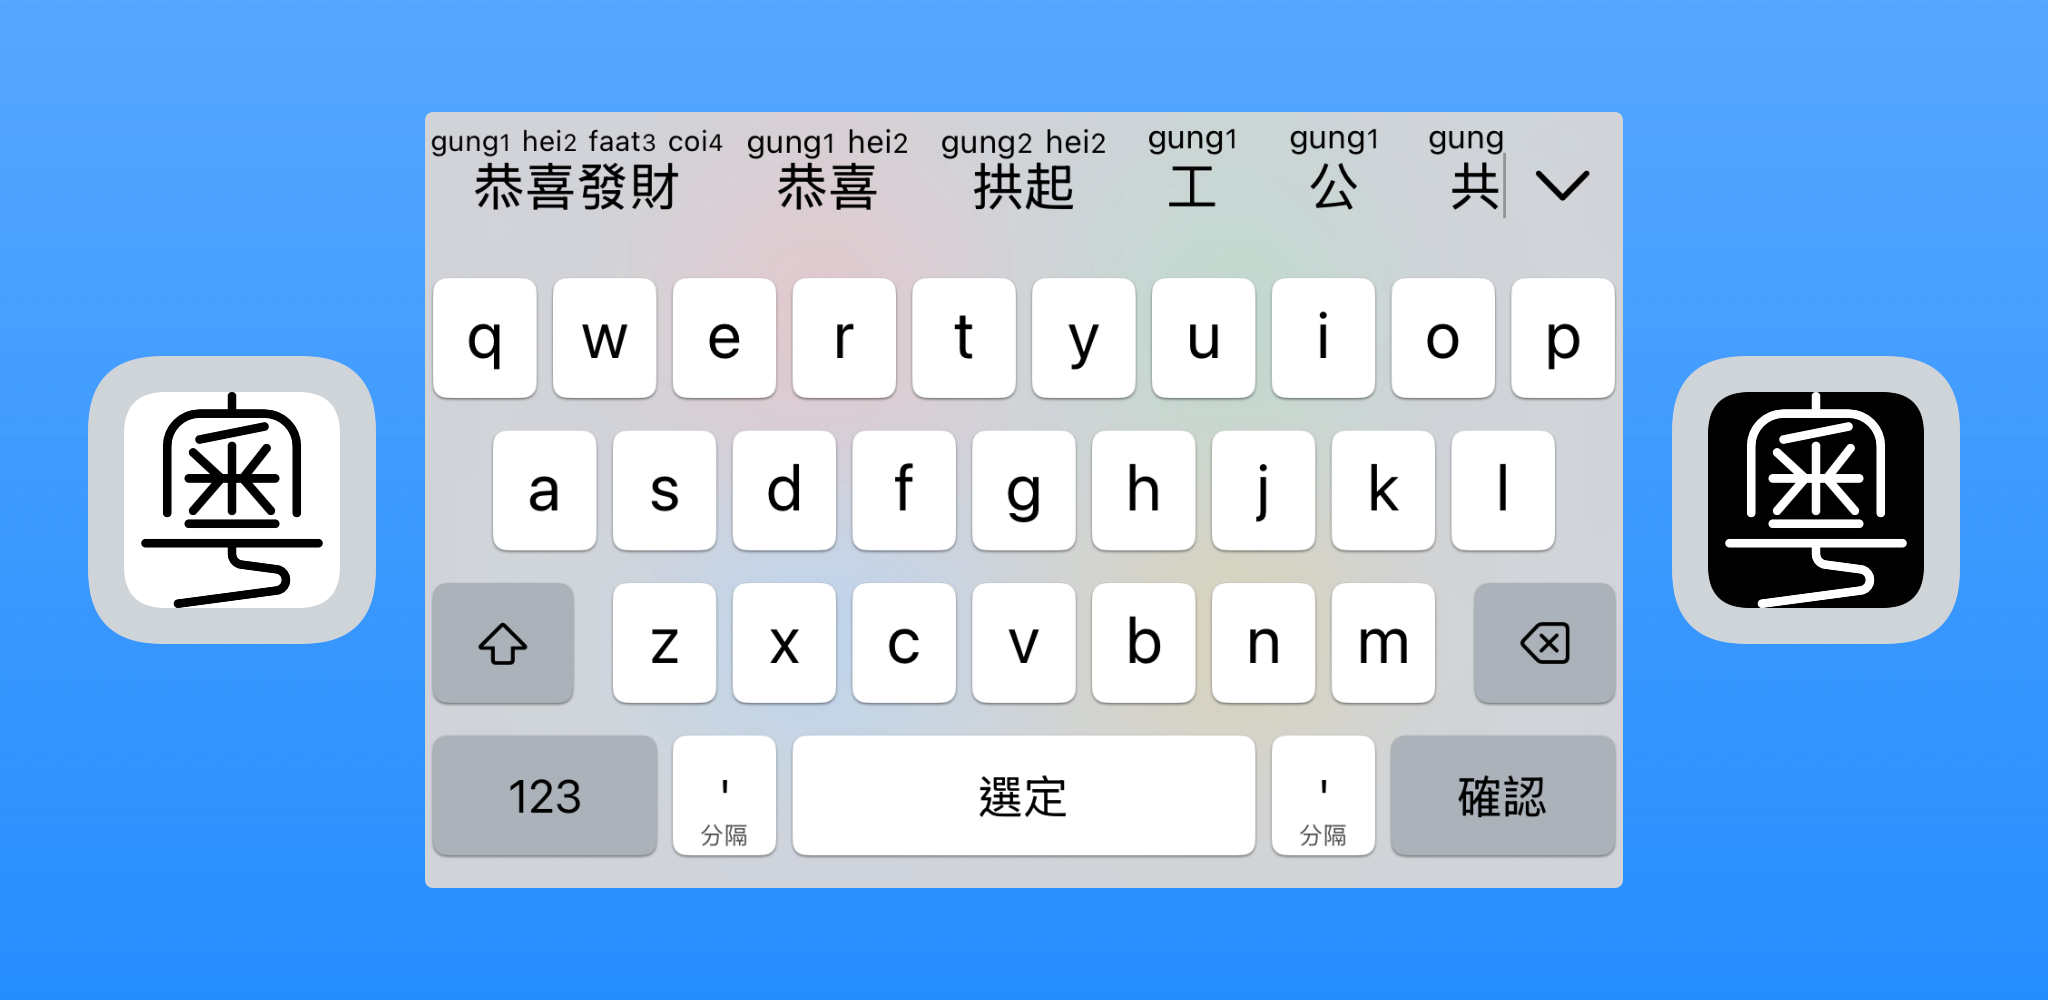 gung1 hei2 faat3 coi4 gung1 hei2 gung2 hei2 gung1 gung1 gung
恭喜發財 恭喜 拱起 工 公 共
q w e r t y u i o p
粵 粵
a s d f g h j k l
z x c v b n m
123 ' 選定 ' 確認
分隔 分隔